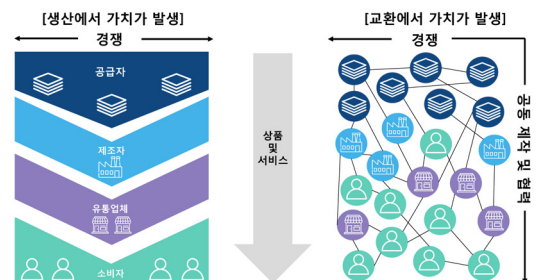 [생산에서 가치가 발생]
경쟁
공급자
제조자
유통업체
소비자
상품
및
서비스
[교환에서 가치가 발생]
경쟁
공동 제작 및 협력